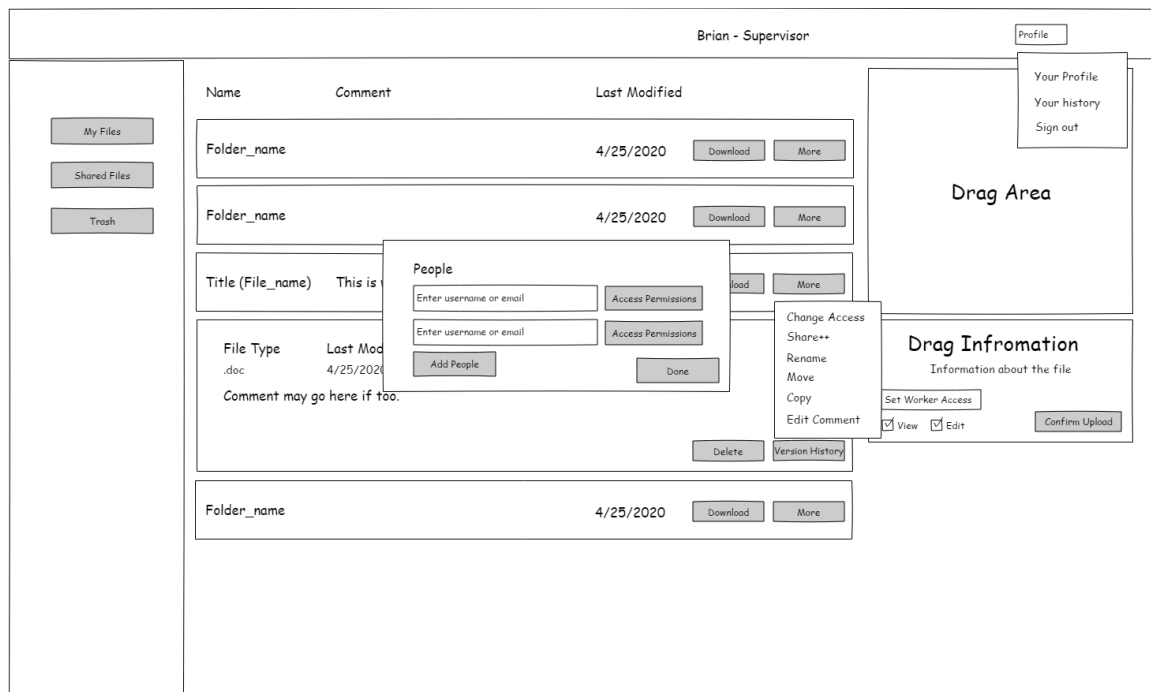 Brian - Supervisor
Profile
Your Profile
Your history
Sign out
My Files
Shared Files
Trash
Name Comment Last Modified
Folder_name 4/25/2020 Download More
Folder_name 4/25/2020 Download More
Title (File_name) This is More
File Type Last Mod
.doc 4/25/2020
Comment may go here if too.
Delete Version History
Folder_name 4/25/2020 Download More
People
Enter username or email Access Permissions
Enter username or email Access Permissions
Add People Done
Change Access
Share++
Rename
Move
Copy
Edit Comment
Drag Area
Drag Infromation
Information about the file
Set Worker Access
View Edit Confirm Upload